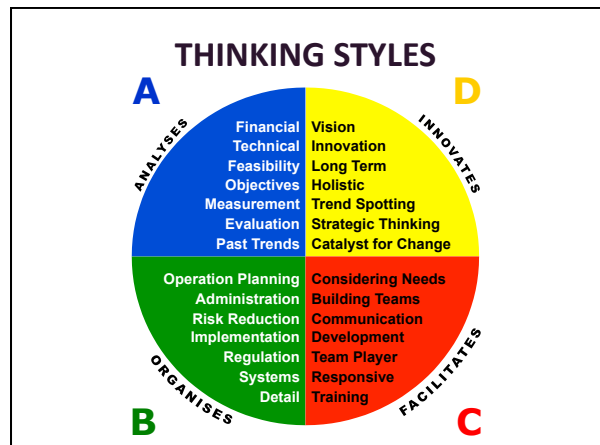 THINKING STYLES
A
D
ANALYSES
Financial
Technical
Feasibility
Objectives
Measurement
Evaluation
Past Trends
INNOVATES
Vision
Innovation
Long Term
Holistic
Trend Spotting
Strategic Thinking
Catalyst for Change
ORGANISES
Operation Planning
Administration
Risk Reduction
Implementation
Regulation
Systems
Detail
FACILITATES
Considering Needs
Building Teams
Communication
Development
Team Player
Responsive
Training
B
C